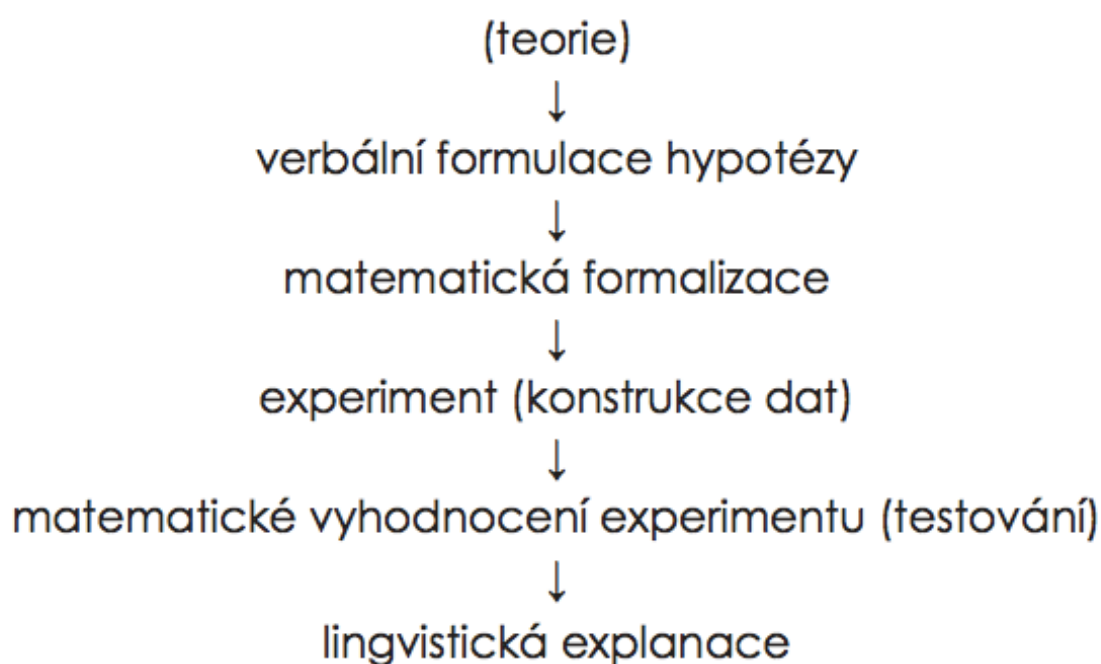 (teorie)
↓
verbální formulace hypotézy
↓
matematická formalizace
↓
experiment (konstrukce dat)
↓
matematické vyhodnocení experimentu (testování)
↓
lingvistická explanace